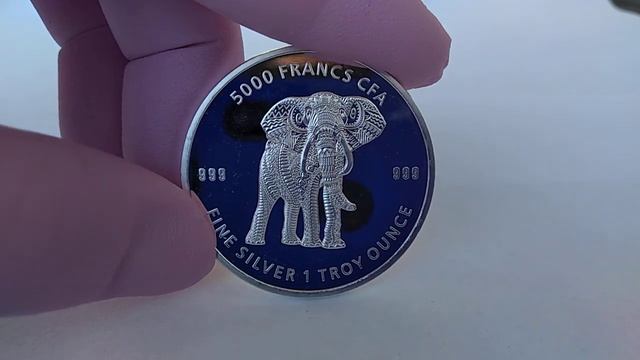 5000 FRANCS CFA
999 999
FINE SILVER 1 TROY OUNCE